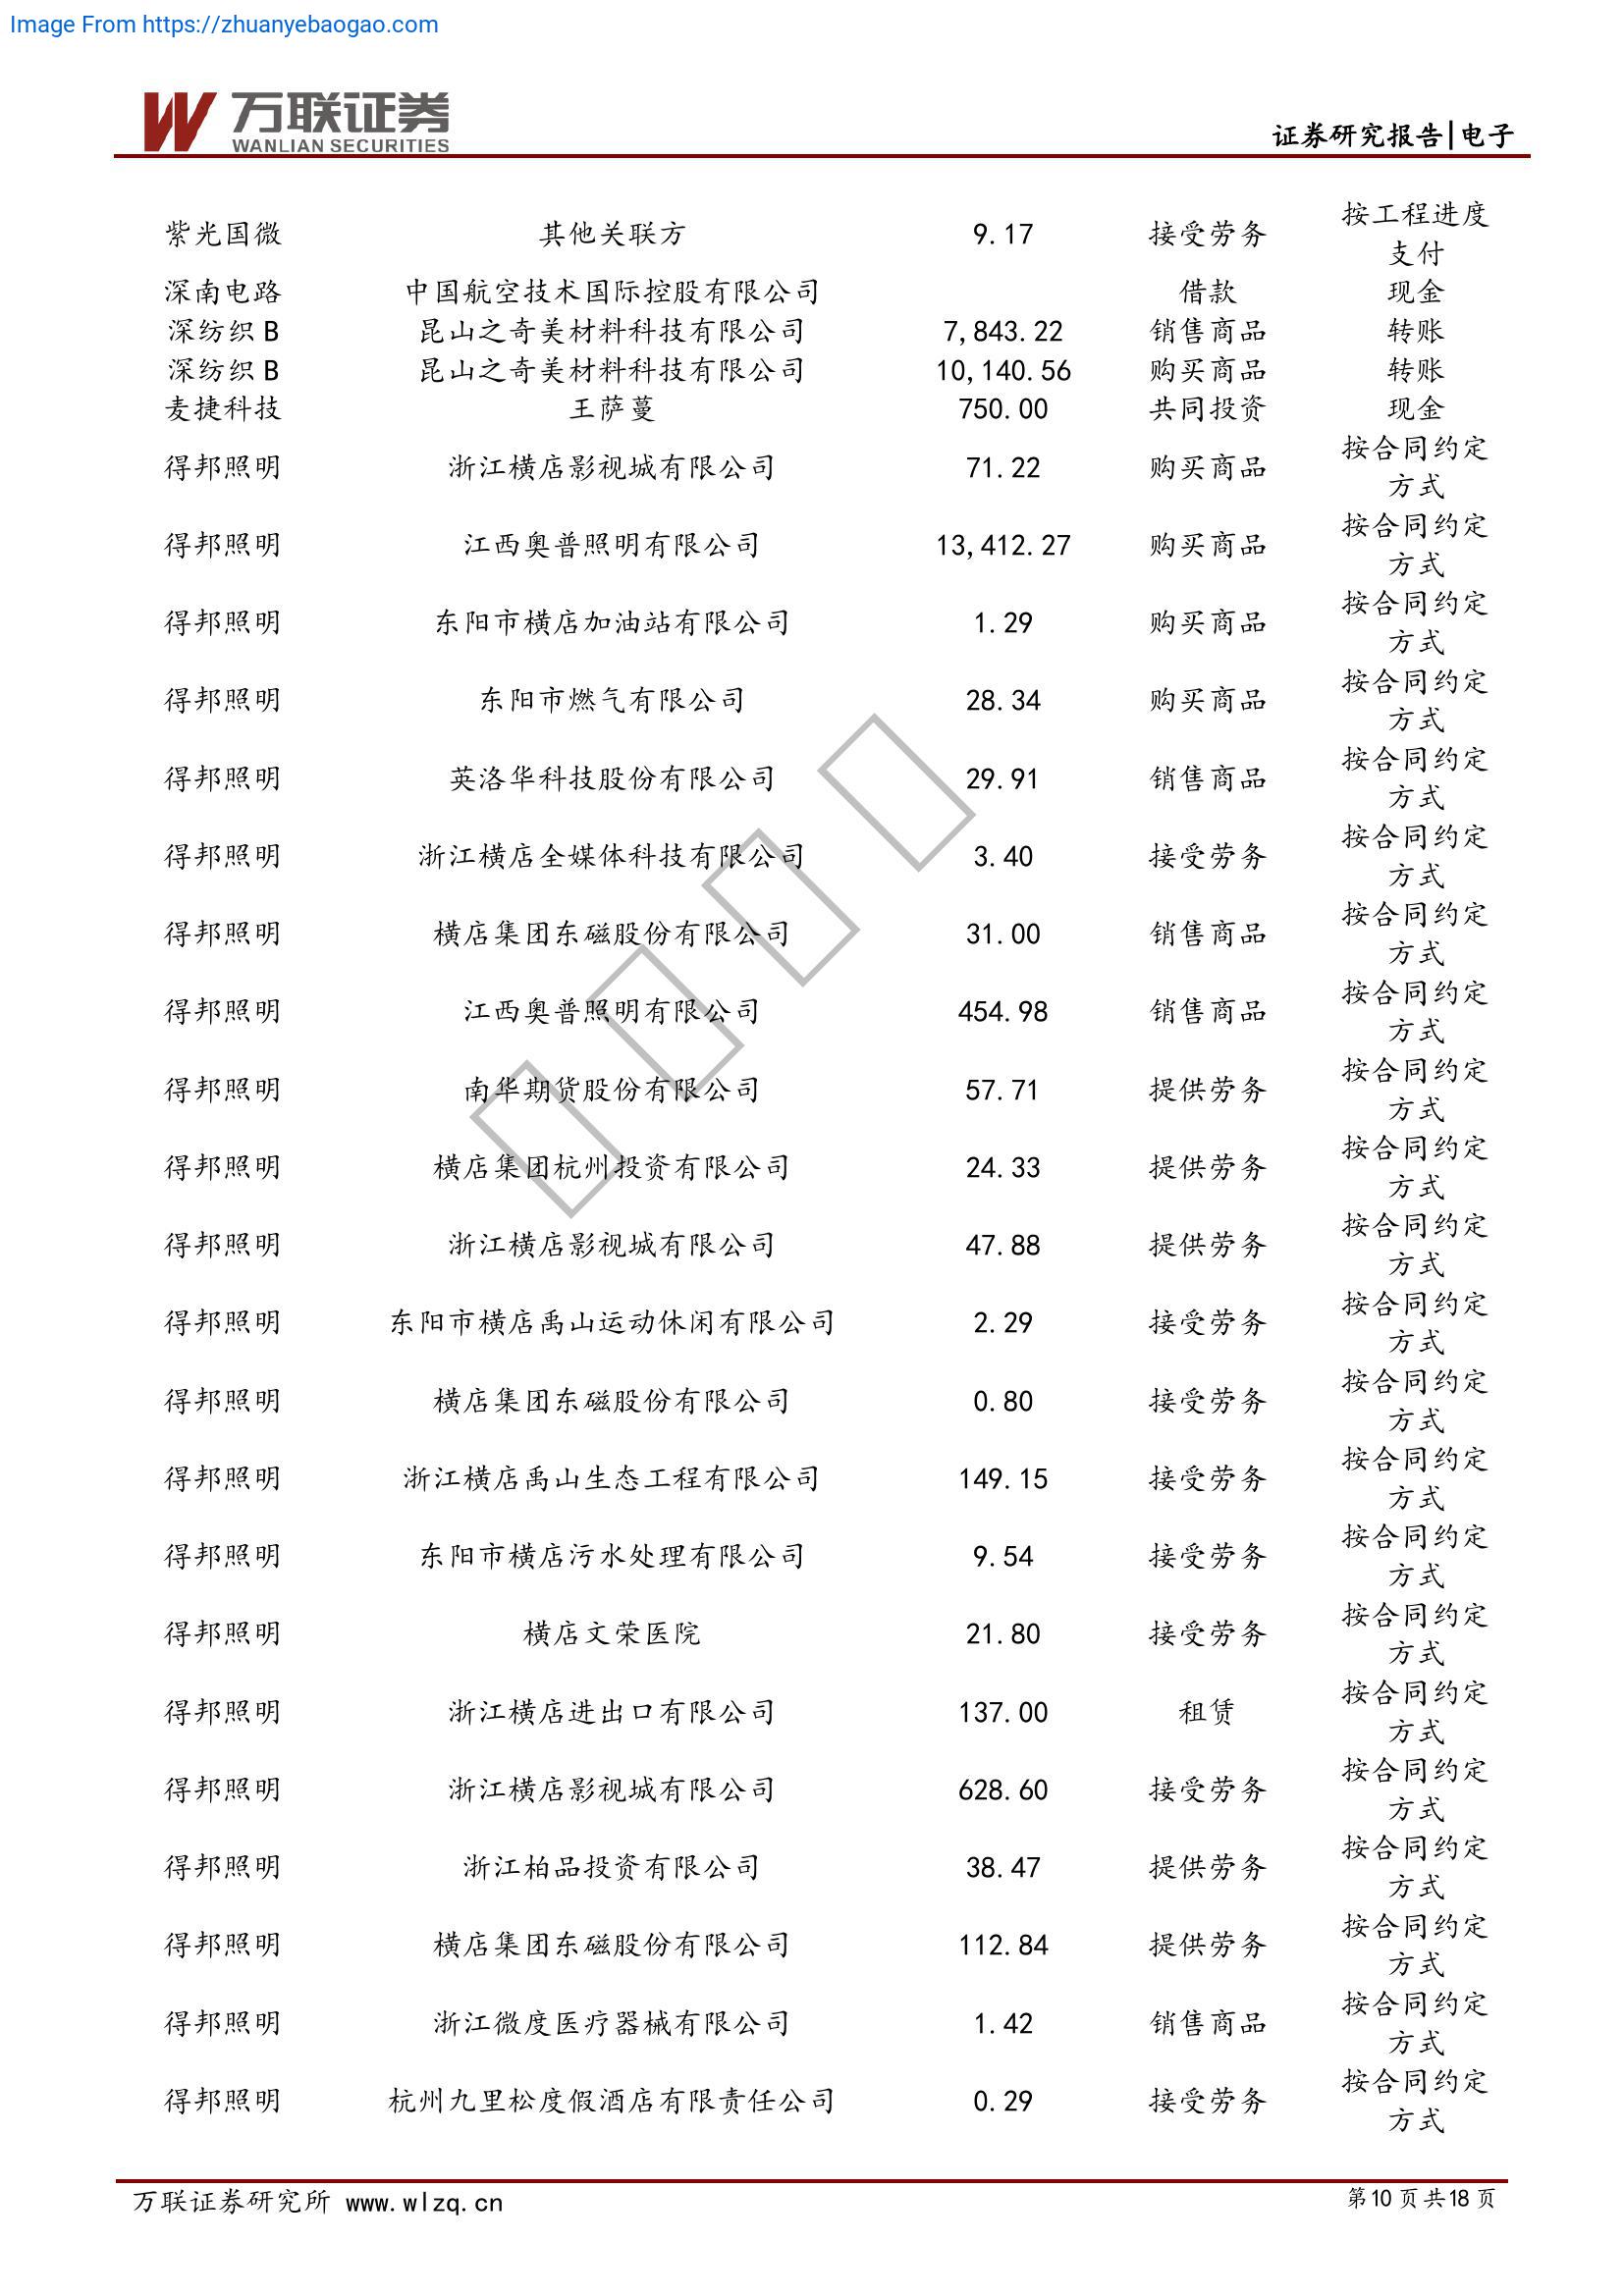 Image From https://zhuanyebaogao.com
万联证券
WANLIAN SECURITIES
证券研究报告|电子
紫光国微 其他关联方 9.17 接受劳务 按工程进度
支付
深南电路 中国航空技术国际控股有限公司 借款 现金
深纺织 B 昆山之奇美材料科技有限公司 7,843.22 销售商品 转账
深纺织 B 昆山之奇美材料科技有限公司 10,140.56 购买商品 转账
麦捷科技 王萨蔓 750.00 共同投资 现金
得邦照明 浙江横店影视城有限公司 71.22 购买商品 按合同约定
方式
得邦照明 江西奥普照明有限公司 13,412.27 购买商品 按合同约定
方式
得邦照明 东阳市横店加油站有限公司 1.29 购买商品 按合同约定
方式
得邦照明 东阳市燃气有限公司 28.34 购买商品 按合同约定
方式
得邦照明 英洛华科技股份有限公司 29.91 销售商品 按合同约定
方式
得邦照明 浙江横店全媒体科技有限公司 3.40 接受劳务 按合同约定
方式
得邦照明 横店集团东磁股份有限公司 31.00 销售商品 按合同约定
方式
得邦照明 江西奥普照明有限公司 454.98 销售商品 按合同约定
方式
得邦照明 南华期货股份有限公司 57.71 提供劳务 按合同约定
方式
得邦照明 横店集团杭州投资有限公司 24.33 提供劳务 按合同约定
方式
得邦照明 浙江横店影视城有限公司 47.88 提供劳务 按合同约定
方式
得邦照明 东阳市横店禹山运动休闲有限公司 2.29 接受劳务 按合同约定
方式
得邦照明 横店集团东磁股份有限公司 0.80 接受劳务 按合同约定
方式
得邦照明 浙江横店禹山生态工程有限公司 149.15 接受劳务 按合同约定
方式
得邦照明 东阳市横店污水处理有限公司 9.54 接受劳务 按合同约定
方式
得邦照明 横店文荣医院 21.80 接受劳务 按合同约定
方式
得邦照明 浙江横店进出口有限公司 137.00 租赁 按合同约定
方式
得邦照明 浙江横店影视城有限公司 628.60 接受劳务 按合同约定
方式
得邦照明 浙江柏品投资有限公司 38.47 提供劳务 按合同约定
方式
得邦照明 横店集团东磁股份有限公司 112.84 提供劳务 按合同约定
方式
得邦照明 浙江微度医疗器械有限公司 1.42 销售商品 按合同约定
方式
得邦照明 杭州九里松度假酒店有限责任公司 0.29 接受劳务 按合同约定
方式
万联证券研究所 www.wlzq.cn 第10 页 共18 页